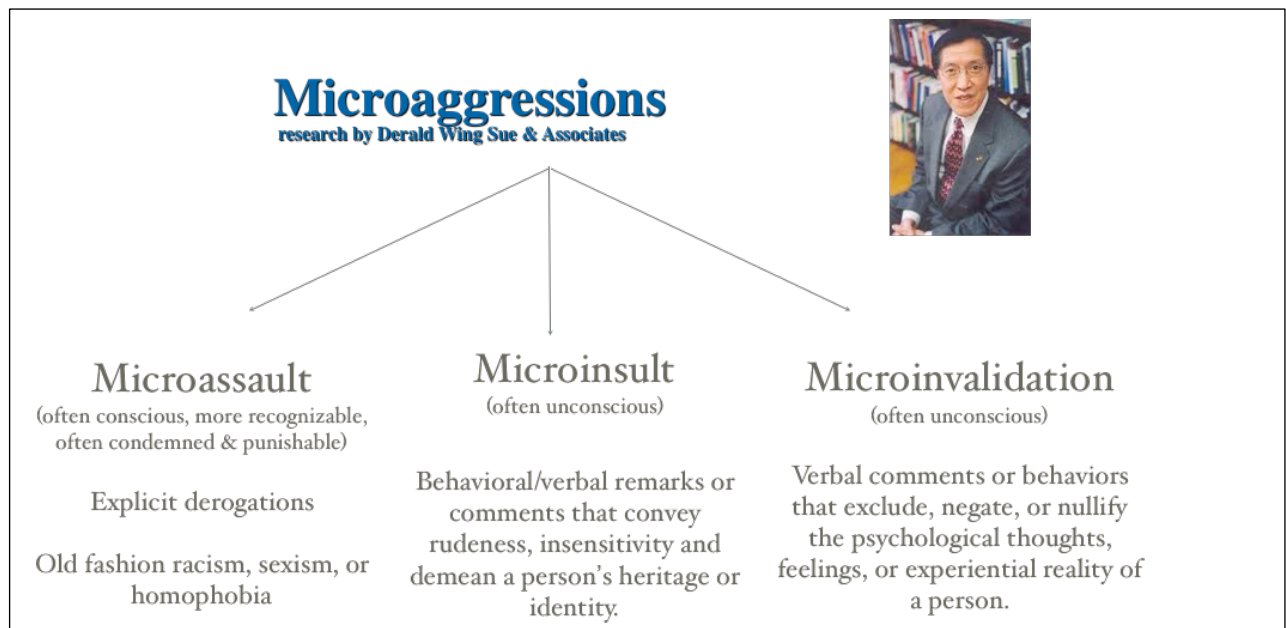 Microaggressions
research by Derald Wing Sue & Associates
Microassault
(often conscious, more recognizable,
often condemned & punishable)
Explicit derogations
Old fashion racism, sexism, or
homophobia
Microinsult
(often unconscious)
Behavioral/verbal remarks or
comments that convey
rudeness, insensitivity and
demean a person's heritage or
identity.
Microinvalidation
(often unconscious)
Verbal comments or behaviors
that exclude, negate, or nullify
the psychological thoughts,
feelings, or experiential reality of
a person.